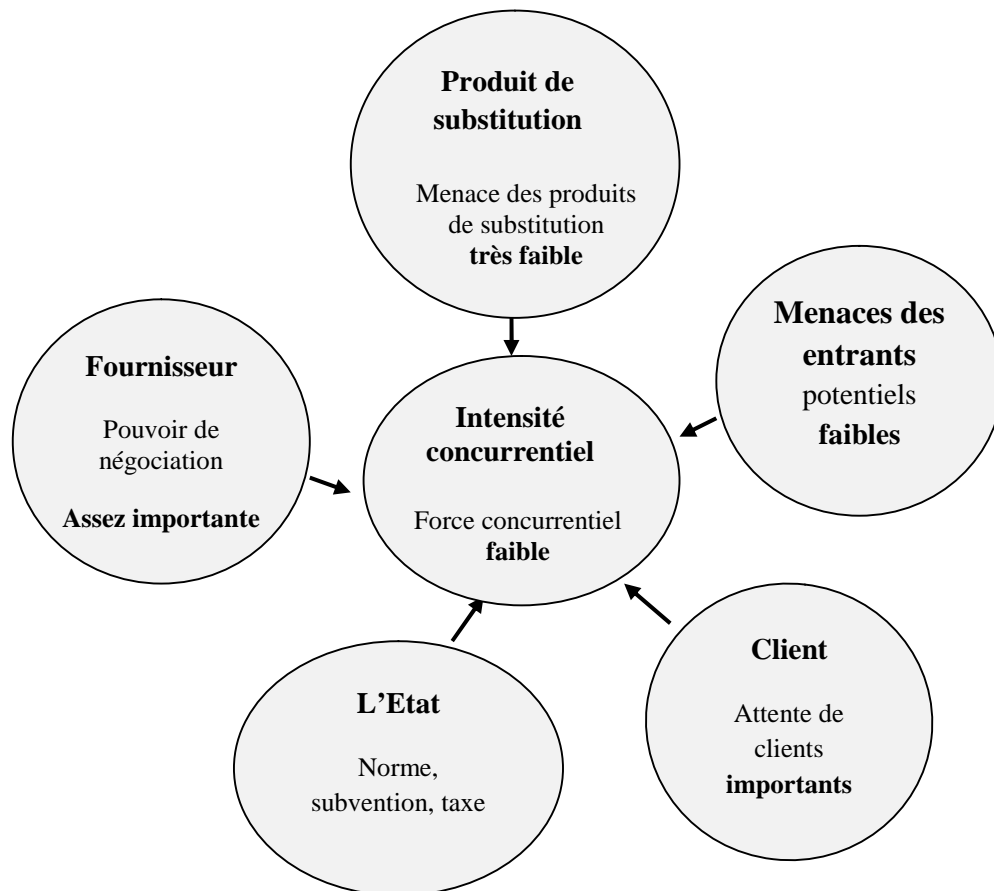 Produit de
substitution
Menace des produits
de substitution
très faible
Menaces des
entrants
potentiels
faibles
Fournisseur
Pouvoir de
négociation
Assez importante
Intensité
concurrentiel
Force concurrentiel
faible
Client
Attente de
clients
importants
L’Etat
Norme,
subvention, taxe